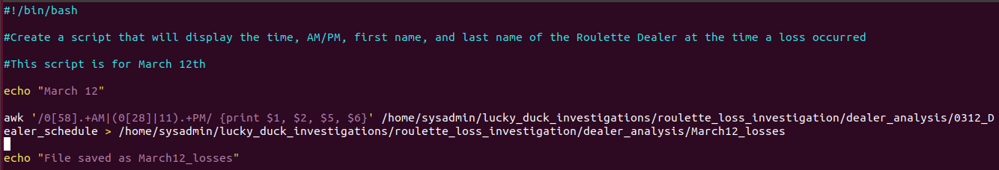 #!/bin/bash
#Create a script that will display the time, AM/PM, first name, and last name of the Roulette Dealer at the time a loss occurred
#This script is for March 12th
echo "March 12"
awk '/0[58].+AM|(0[28]|11).+PM/ {print $1, $2, $5, $6}' /home/sysadmin/lucky_duck_investigations/roulette_loss_investigation/dealer_analysis/0312_D
ealer_schedule > /home/sysadmin/lucky_duck_investigations/roulette_loss_investigation/dealer_analysis/March12_losses
echo "File saved as March12_losses"